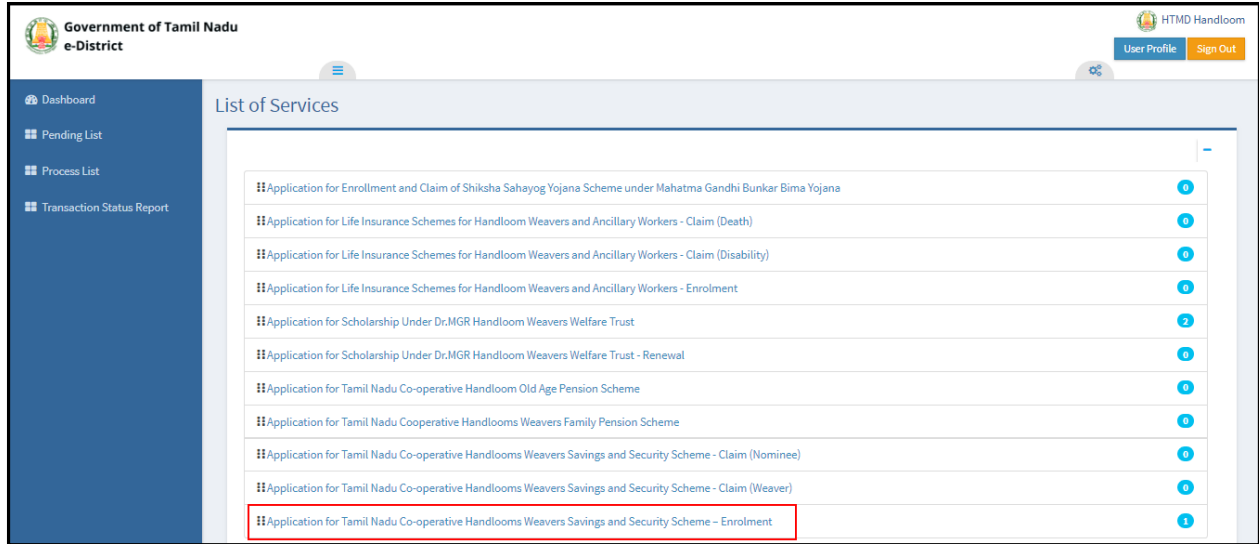 Government of Tamil Nadu
e-District
HTMD Handloom
User Profile
Sign Out
Dashboard
Pending List
Process List
Transaction Status Report
List of Services
Application for Enrollment and Claim of Shiksha Sahayog Yojana Scheme under Mahatma Gandhi Bunkar Bima Yojana 0
Application for Life Insurance Schemes for Handloom Weavers and Ancillary Workers - Claim (Death) 0
Application for Life Insurance Schemes for Handloom Weavers and Ancillary Workers - Claim (Disability) 0
Application for Life Insurance Schemes for Handloom Weavers and Ancillary Workers - Enrolment 0
Application for Scholarship Under Dr.MGR Handloom Weavers Welfare Trust 2
Application for Scholarship Under Dr.MGR Handloom Weavers Welfare Trust - Renewal 0
Application for Tamil Nadu Co-operative Handloom Old Age Pension Scheme 0
Application for Tamil Nadu Cooperative Handlooms Weavers Family Pension Scheme 0
Application for Tamil Nadu Co-operative Handlooms Weavers Savings and Security Scheme - Claim (Nominee) 0
Application for Tamil Nadu Co-operative Handlooms Weavers Savings and Security Scheme - Claim (Weaver) 0
Application for Tamil Nadu Co-operative Handlooms Weavers Savings and Security Scheme – Enrolment 1